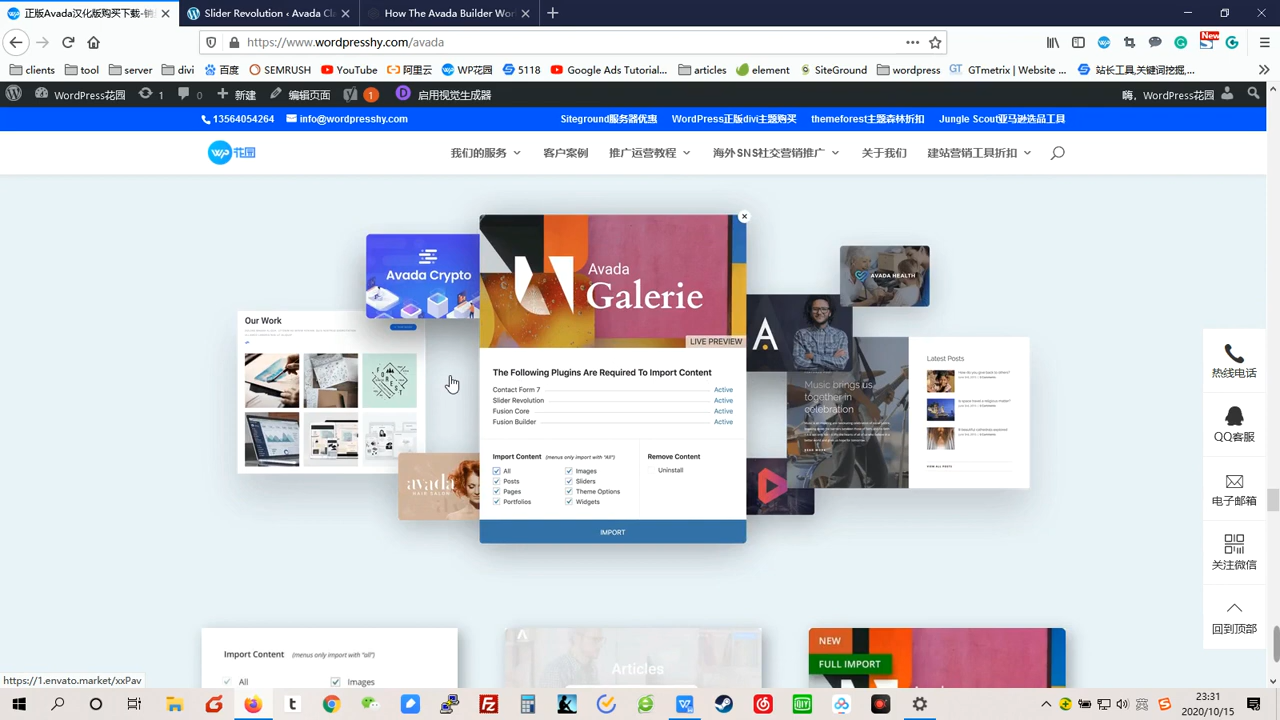 正版Avada汉化版购买下载-销
Slider Revolution ‹ Avada Cla
How The Avada Builder Wor
https://www.wordpresshy.com/avada
New
clients
tool
server
divi
百度
SEMRUSH
YouTube
阿里云
WP花园
5118
Google Ads Tutorial...
articles
element
SiteGround
wordpress
GTmetrix | Website ...
站长工具,关键词挖掘,...
WordPress花园
1
0
新建
编辑页面
1
启用视觉生成器
嗨，WordPress花园
13564054264
info@wordpresshy.com
Siteground服务器优惠
WordPress正版divi主题购买
themeforest主题森林折扣
Jungle Scout亚马逊选品工具
WP花园
我们的服务
客户案例
推广运营教程
海外SNS社交营销推广
关于我们
建站营销工具折扣
Avada Crypto
Avada
Galerie
LIVE PREVIEW
AVADA HEALTH
Our Work
The Following Plugins Are Required To Import Content
Contact Form 7 Active
Slider Revolution Active
Fusion Core Active
Fusion Builder Active
Import Content (menus only import with "All")
Remove Content
All
Images
Uninstall
Posts
Sliders
Pages
Theme Options
Portfolios
Widgets
IMPORT
avada
HAIR SALON
Music brings us
together in
celebration
Latest Posts
VIEW ALL POSTS
热线电话
QQ客服
电子邮箱
关注微信
回到顶部
Import Content (menus only import with "all")
All
Images
Articles
NEW
FULL IMPORT
https://1.envato.market/xxPav
23:31
2020/10/15